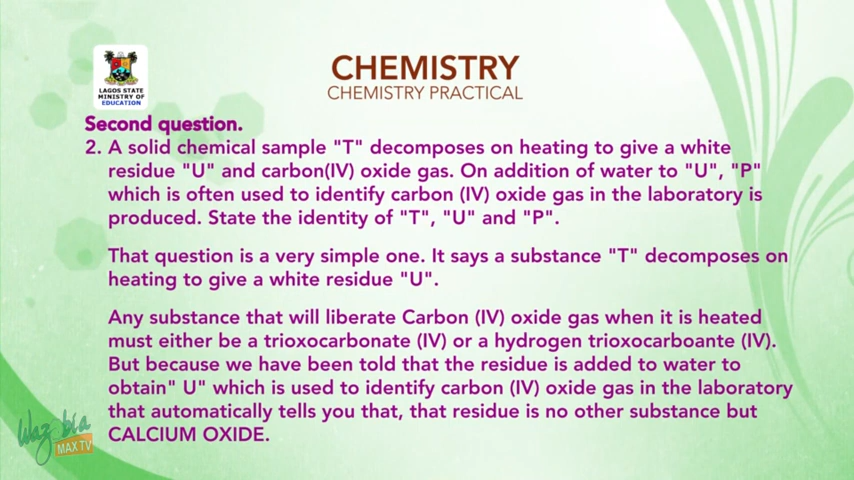 LAGOS STATE
MINISTRY OF
EDUCATION
CHEMISTRY
CHEMISTRY PRACTICAL
Second question.
2. A solid chemical sample "T" decomposes on heating to give a white
residue "U" and carbon(IV) oxide gas. On addition of water to "U", "P"
which is often used to identify carbon (IV) oxide gas in the laboratory is
produced. State the identity of "T", "U" and "P".
That question is a very simple one. It says a substance "T" decomposes on
heating to give a white residue "U".
Any substance that will liberate Carbon (IV) oxide gas when it is heated
must either be a trioxocarbonate (IV) or a hydrogen trioxocarboante (IV).
But because we have been told that the residue is added to water to
obtain" U" which is used to identify carbon (IV) oxide gas in the laboratory
that automatically tells you that, that residue is no other substance but
CALCIUM OXIDE.
Wazobia
MAX TV